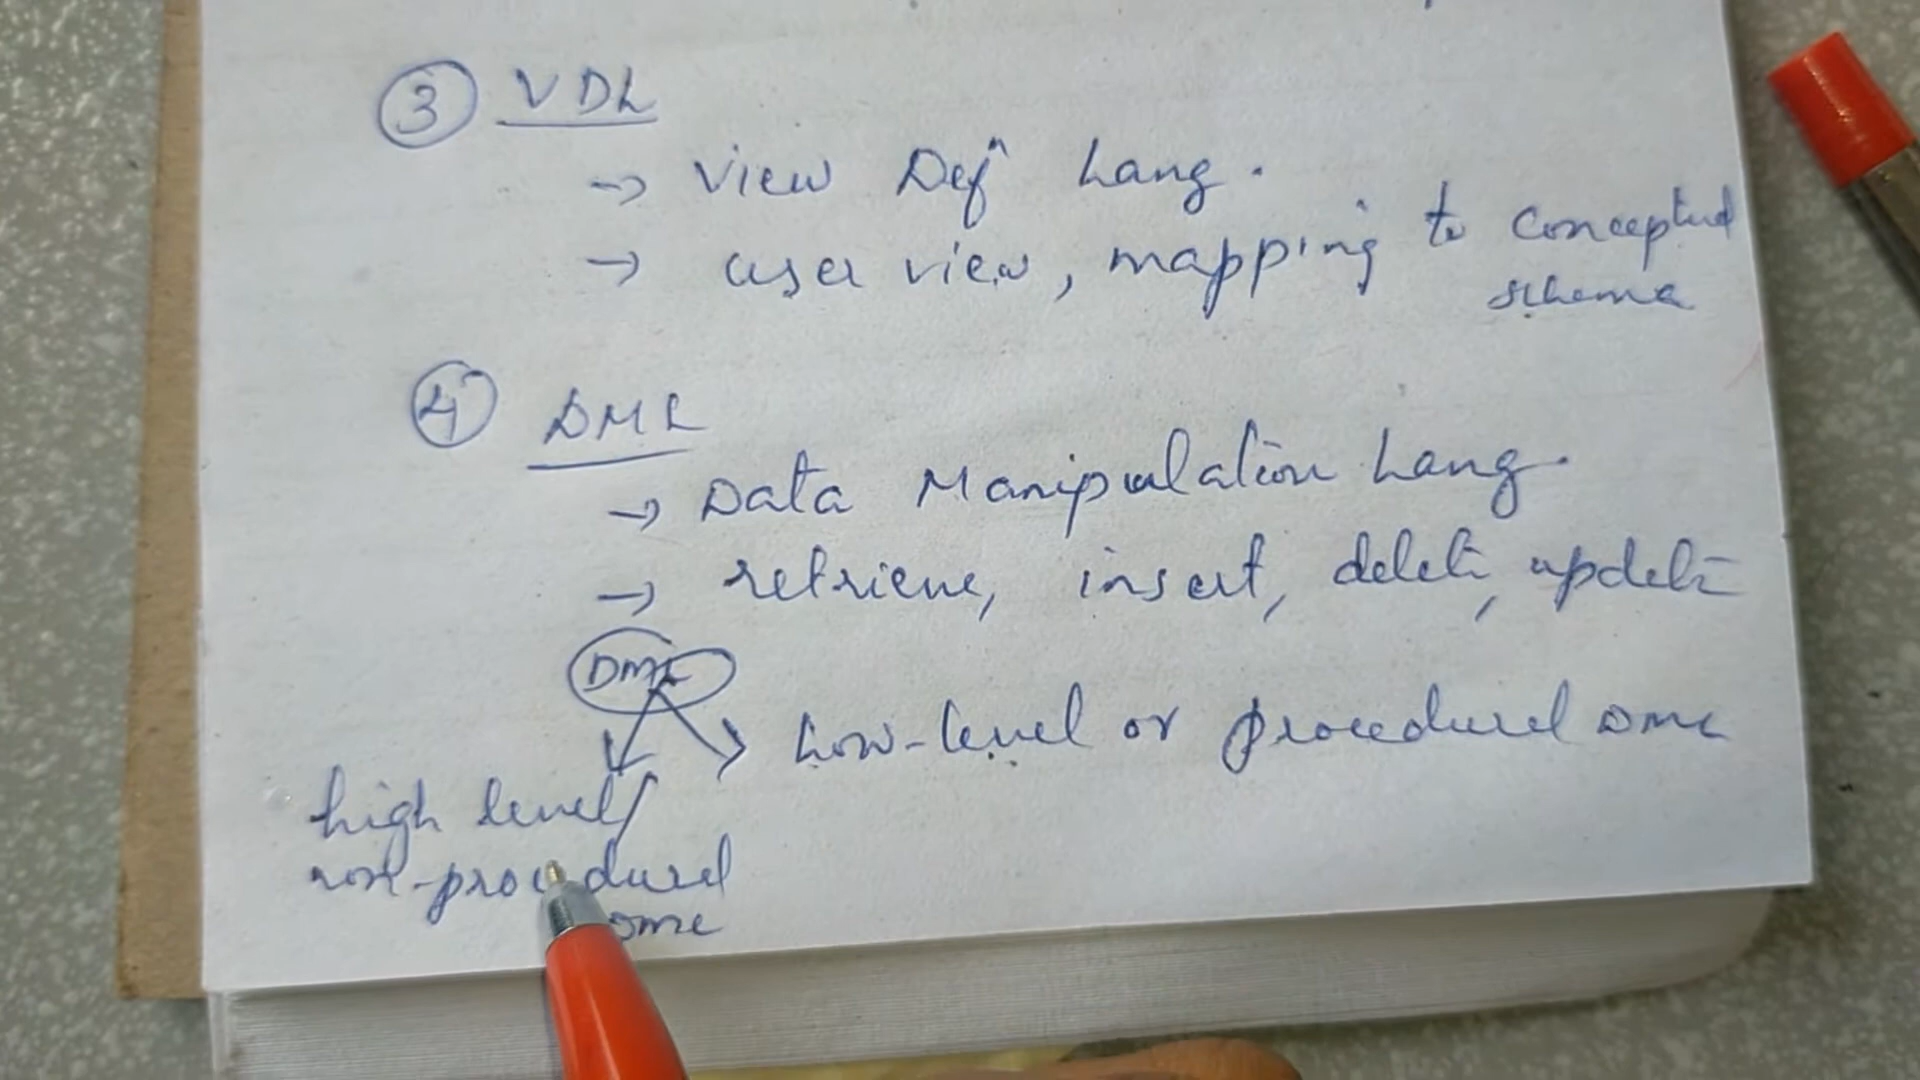 ③ VDL
→ View Def^n Lang.
→ user view, mapping to conceptual
schema
④ DML
→ Data Manipulation Lang.
→ retrieve, insert, delete, update
DML
→ Low-level or procedural DML
high level/
non-procedural
DML